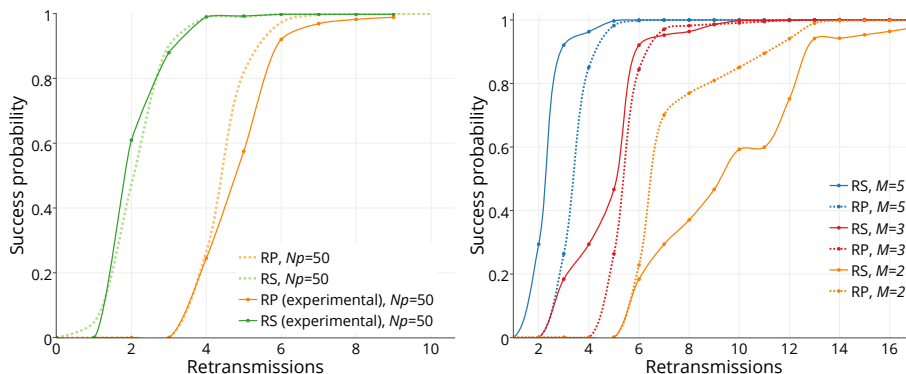 Success probability
1
0.8
0.6
0.4
0.2
0
0 2 4 6 8 10
Retransmissions
RP, Np=50
RS, Np=50
RP (experimental), Np=50
RS (experimental), Np=50
Success probability
1
0.8
0.6
0.4
0.2
0
2 4 6 8 10 12 14 16
Retransmissions
RS, M=5
RP, M=5
RS, M=3
RP, M=3
RS, M=2
RP, M=2